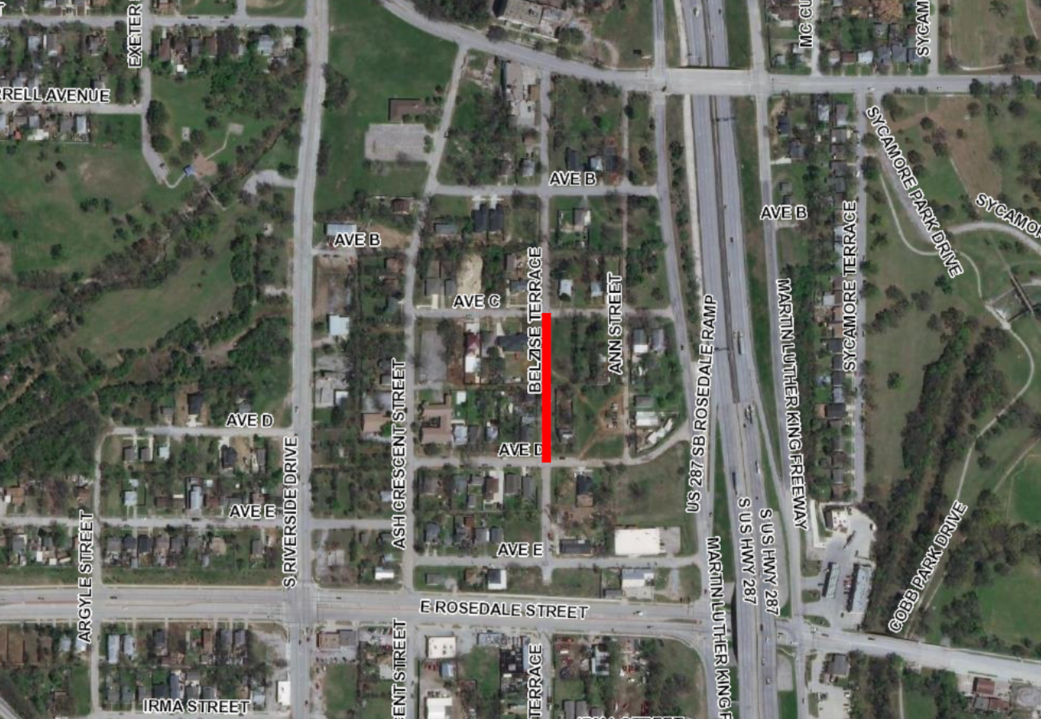 EXETER
MC CU
SYCAM
RRELL AVENUE
SYCAMORE PARK DRIVE
AVE B
SYCAMO
AVE B
AVE B
SYCAMORE TERRACE
BELZISE TERRACE
ANN STREET
AVE C
MARTIN LUTHER KING FREEWAY
US 287 SB ROSEDALE RAMP
ASH CRESCENT STREET
AVE D
AVE D
S RIVERSIDE DRIVE
AVE E
S US HWY 287
S US HWY 287
COBB PARK DRIVE
ARGYLE STREET
AVE E
MARTIN LUTHER KING F
E ROSEDALE STREET
ENT STREET
TERRACE
IRMA STREET